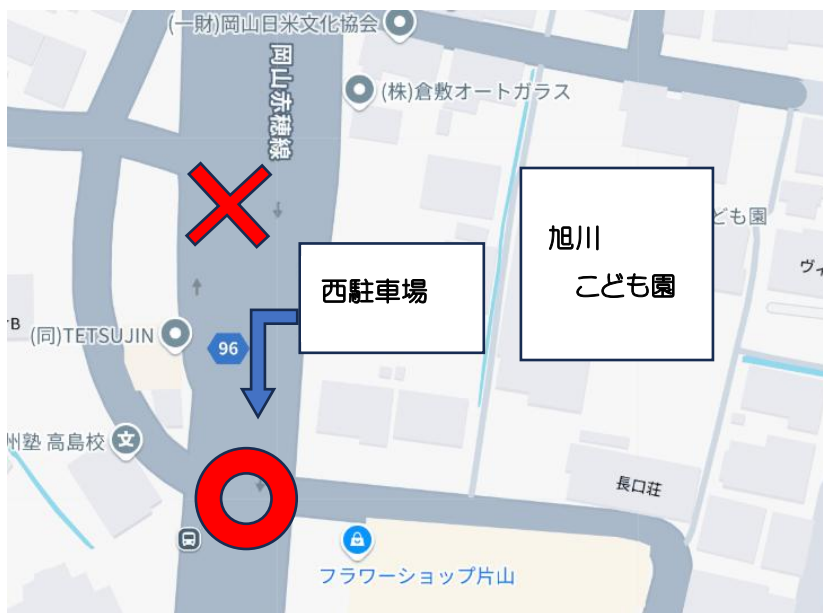 (一財)岡山日米文化協会
岡山赤穂線
(株)倉敷オートガラス
旭川
こども園
ども園
西駐車場
ヴィ
B
(同)TETSUJIN
96
州塾 高島校
長口荘
フラワーショップ片山